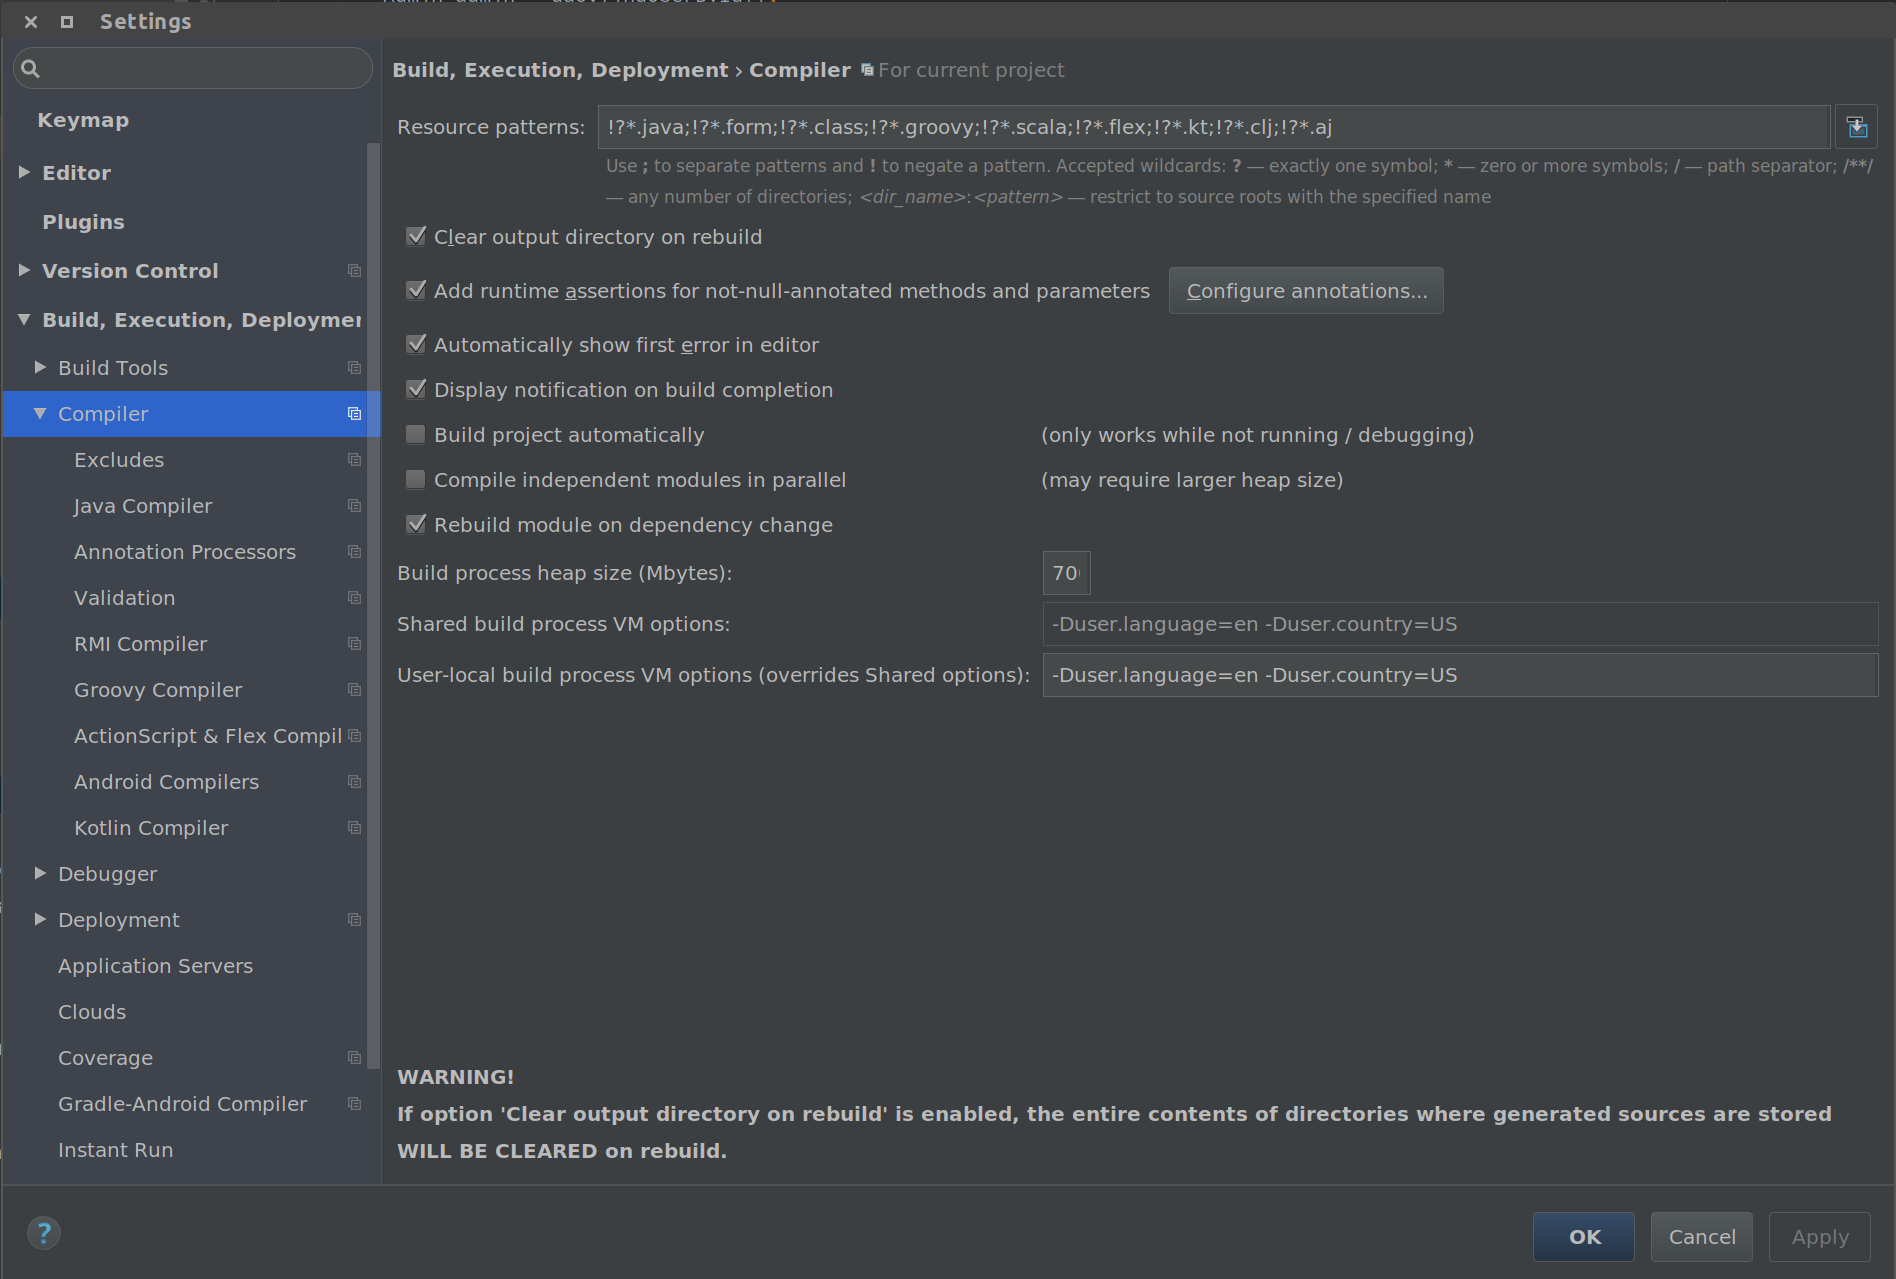 Settings
Keymap
Editor
Plugins
Version Control
Build, Execution, Deploymen
Build Tools
Compiler
Excludes
Java Compiler
Annotation Processors
Validation
RMI Compiler
Groovy Compiler
ActionScript & Flex Compil
Android Compilers
Kotlin Compiler
Debugger
Deployment
Application Servers
Clouds
Coverage
Gradle-Android Compiler
Instant Run
Build, Execution, Deployment › Compiler For current project
Resource patterns: !?*.java;!?*.form;!?*.class;!?*.groovy;!?*.scala;!?*.flex;!?*.kt;!?*.clj;!?*.aj
Use ; to separate patterns and ! to negate a pattern. Accepted wildcards: ? — exactly one symbol; * — zero or more symbols; / — path separator; /**/
— any number of directories; <dir_name>:<pattern> — restrict to source roots with the specified name
Clear output directory on rebuild
Add runtime assertions for not-null-annotated methods and parameters Configure annotations...
Automatically show first error in editor
Display notification on build completion
Build project automatically (only works while not running / debugging)
Compile independent modules in parallel (may require larger heap size)
Rebuild module on dependency change
Build process heap size (Mbytes): 70
Shared build process VM options: -Duser.language=en -Duser.country=US
User-local build process VM options (overrides Shared options): -Duser.language=en -Duser.country=US
WARNING!
If option 'Clear output directory on rebuild' is enabled, the entire contents of directories where generated sources are stored
WILL BE CLEARED on rebuild.
? OK Cancel Apply